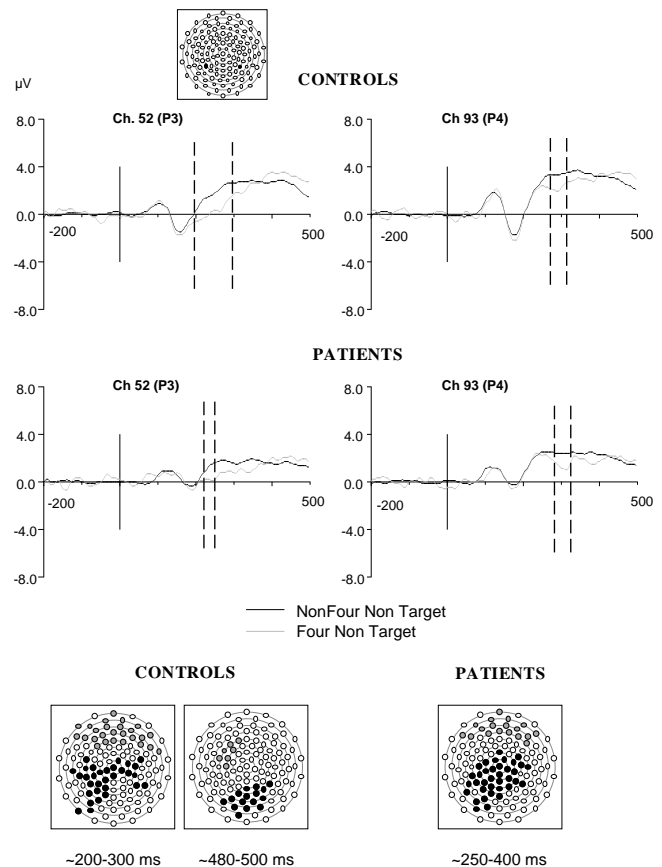 CONTROLS
µV
Ch. 52 (P3)
Ch 93 (P4)
8.0
4.0
0.0
-4.0
-8.0
-200
500
8.0
4.0
0.0
-4.0
-8.0
-200
500
PATIENTS
Ch 52 (P3)
Ch 93 (P4)
8.0
4.0
0.0
-4.0
-8.0
-200
500
8.0
4.0
0.0
-4.0
-8.0
-200
500
NonFour Non Target
Four Non Target
CONTROLS
PATIENTS
~200-300 ms
~480-500 ms
~250-400 ms